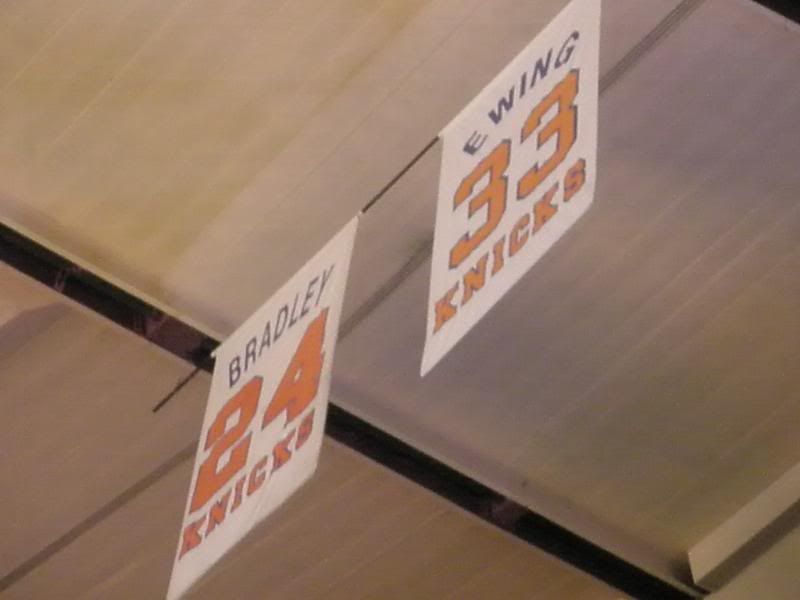 BRADLEY
24
KNICKS
EWING
33
KNICKS